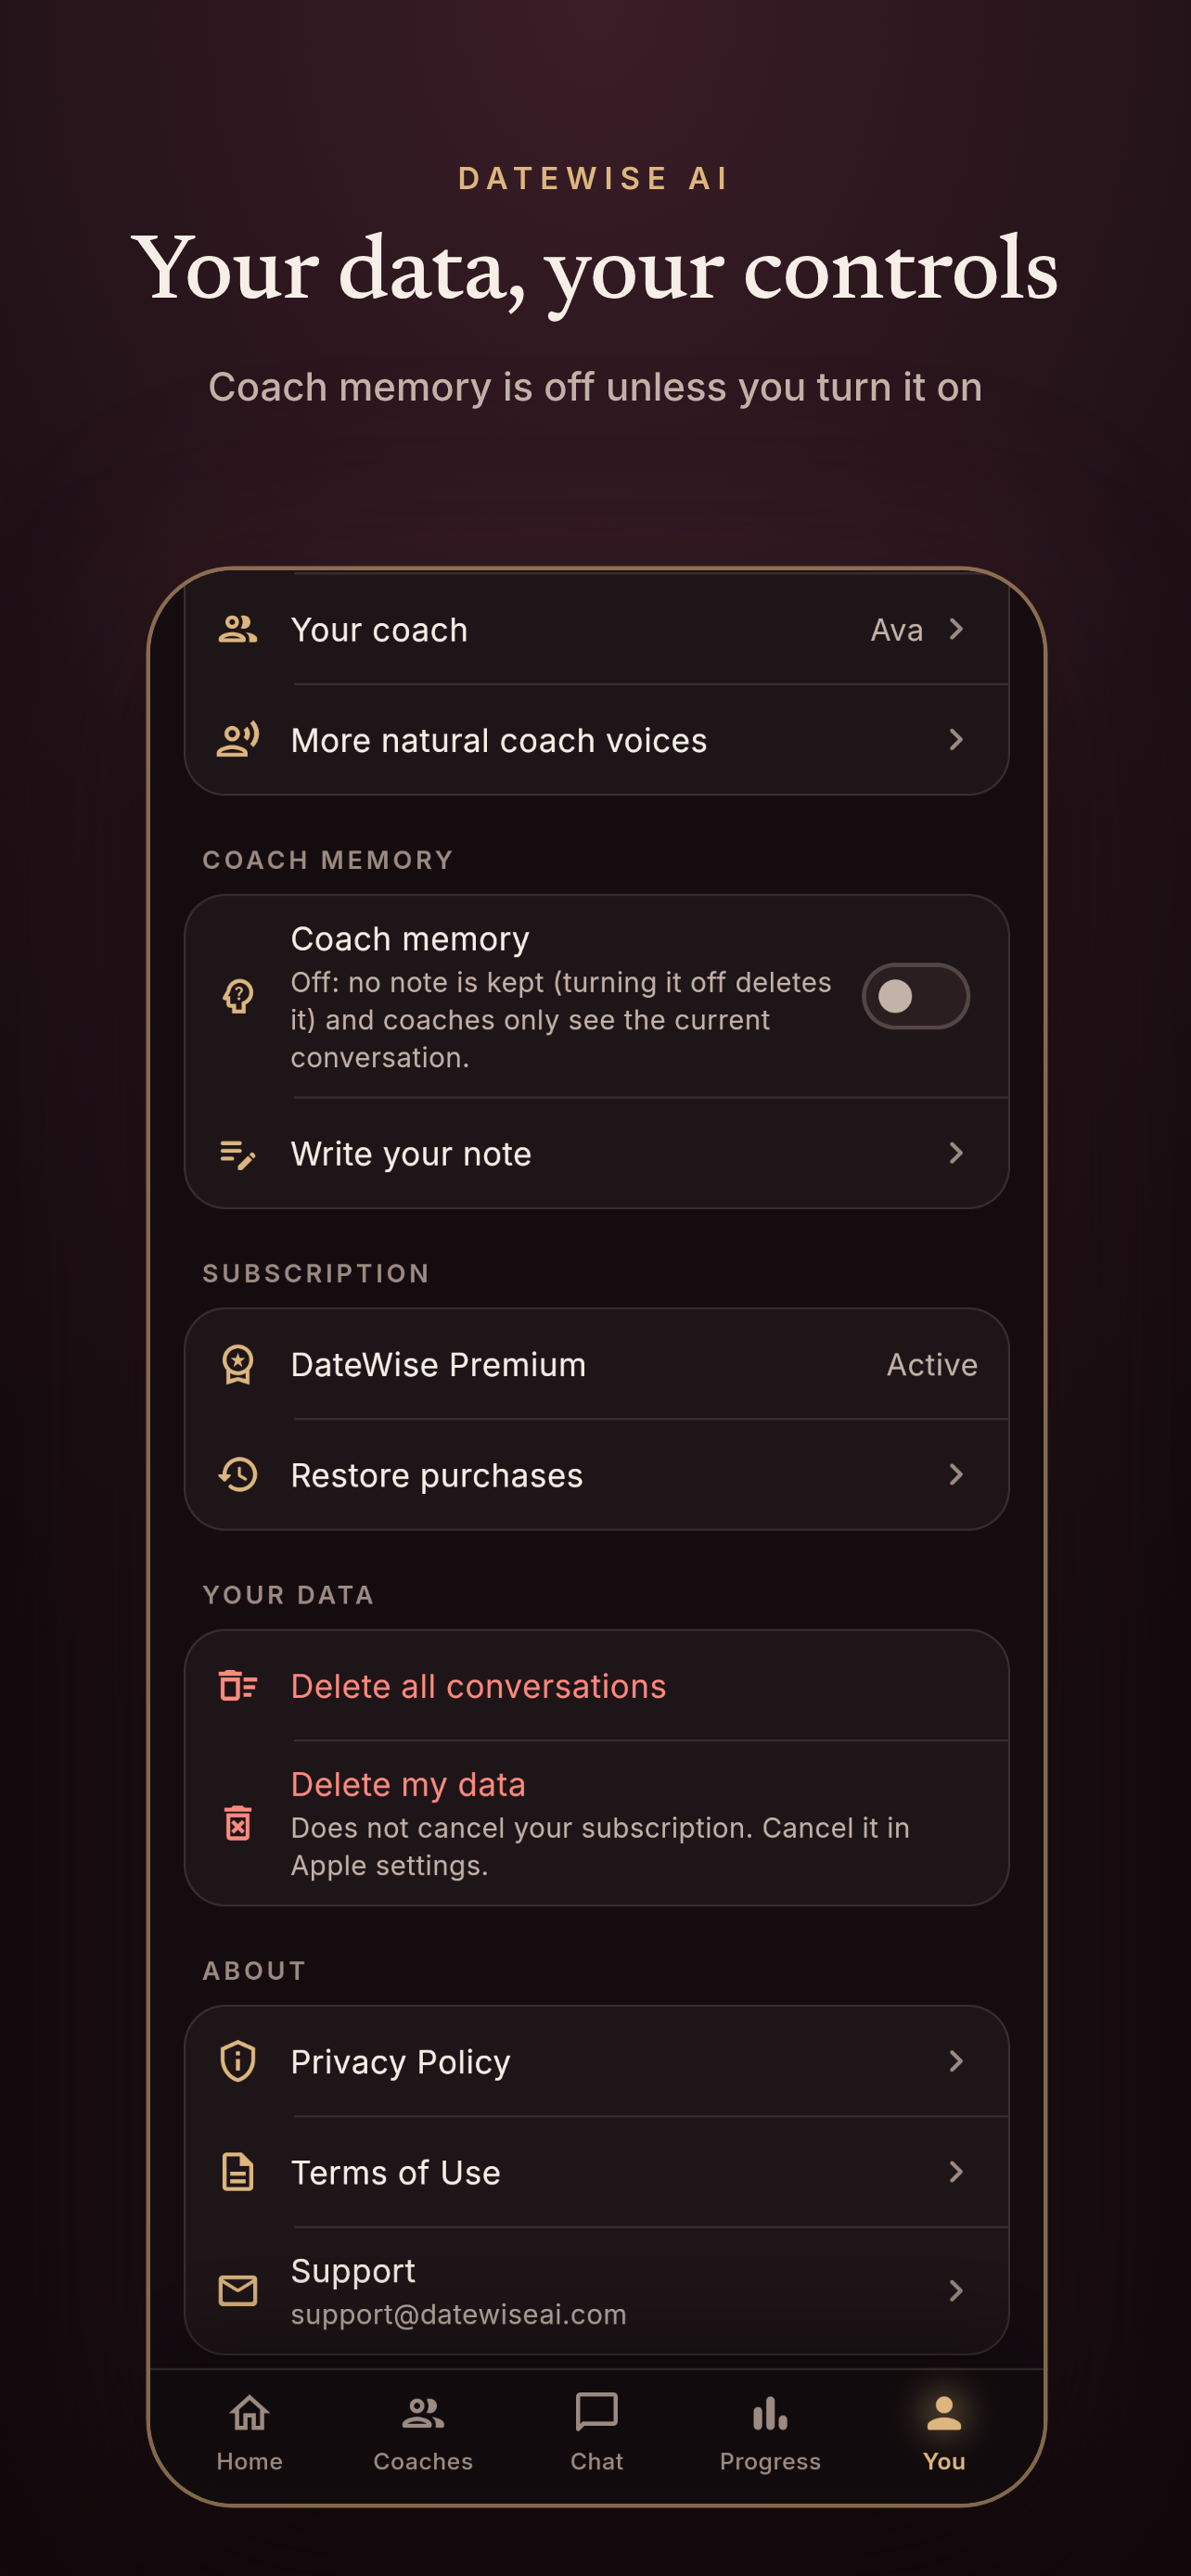 DATEWISE AI
Your data, your controls
Coach memory is off unless you turn it on
Your coach
Ava
More natural coach voices
COACH MEMORY
Coach memory
Off: no note is kept (turning it off deletes
it) and coaches only see the current
conversation.
Write your note
SUBSCRIPTION
DateWise Premium
Active
Restore purchases
YOUR DATA
Delete all conversations
Delete my data
Does not cancel your subscription. Cancel it in
Apple settings.
ABOUT
Privacy Policy
Terms of Use
Support
support@datewiseai.com
Home
Coaches
Chat
Progress
You